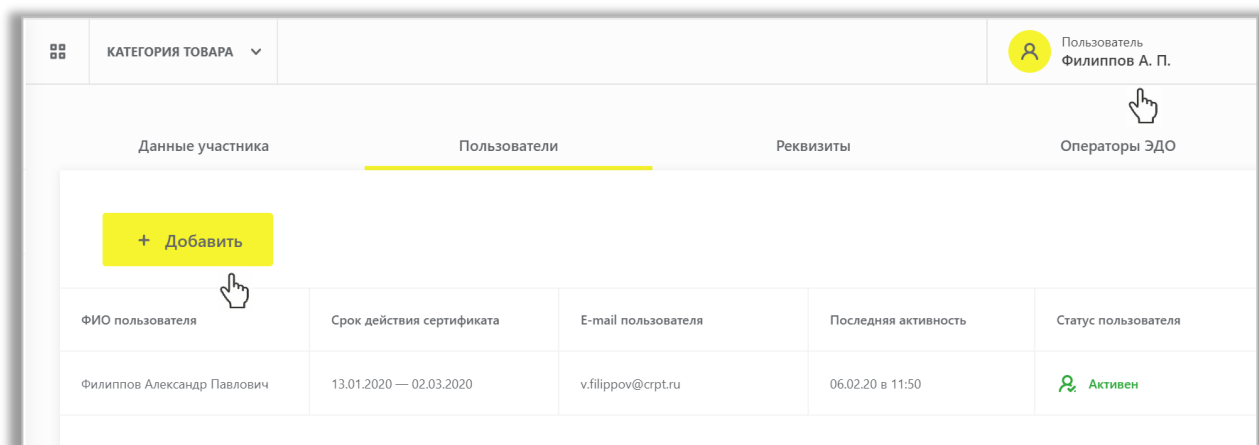 КАТЕГОРИЯ ТОВАРА
Пользователь
Филиппов А. П.
Данные участника Пользователи Реквизиты Операторы ЭДО
+ Добавить
ФИО пользователя Срок действия сертификата E-mail пользователя Последняя активность Статус пользователя
Филиппов Александр Павлович 13.01.2020 — 02.03.2020 v.filippov@crpt.ru 06.02.20 в 11:50 Активен